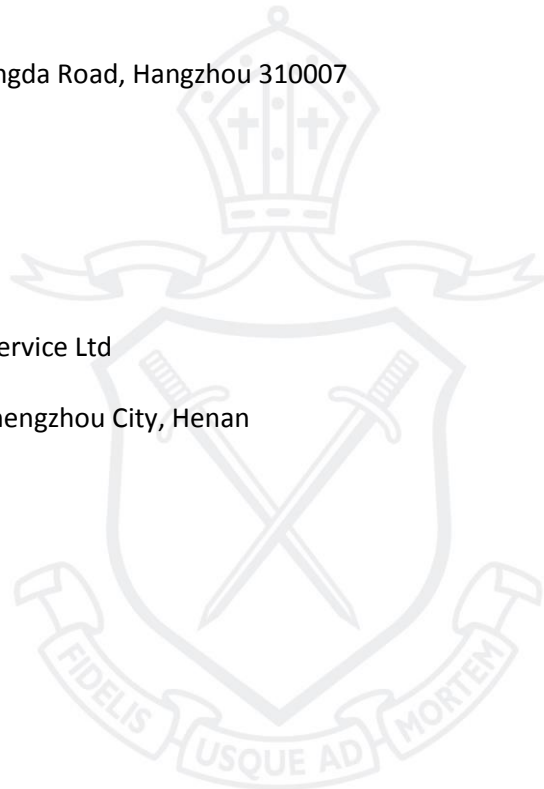 ngda Road, Hangzhou 310007
ervice Ltd
hengzhou City, Henan
FIDELIS USQUE AD MORTEM